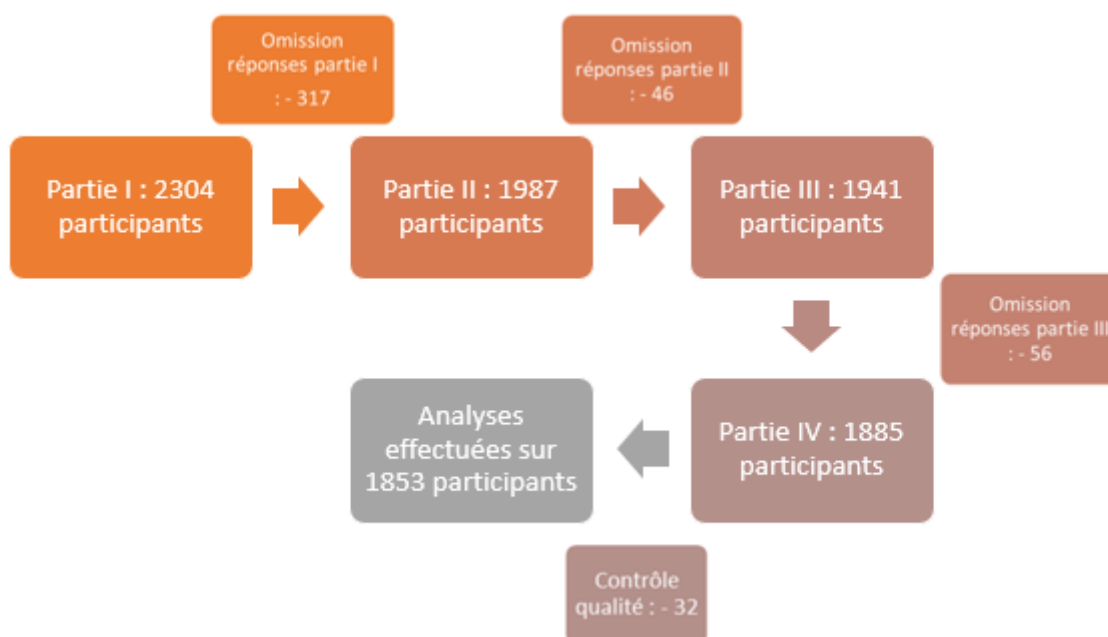 Omission
réponses partie I
: - 317
Omission
réponses partie II
: - 46
Partie I : 2304
participants
Partie II : 1987
participants
Partie III : 1941
participants
Omission
réponses partie III
: - 56
Analyses
effectuées sur
1853 participants
Partie IV : 1885
participants
Contrôle
qualité : - 32